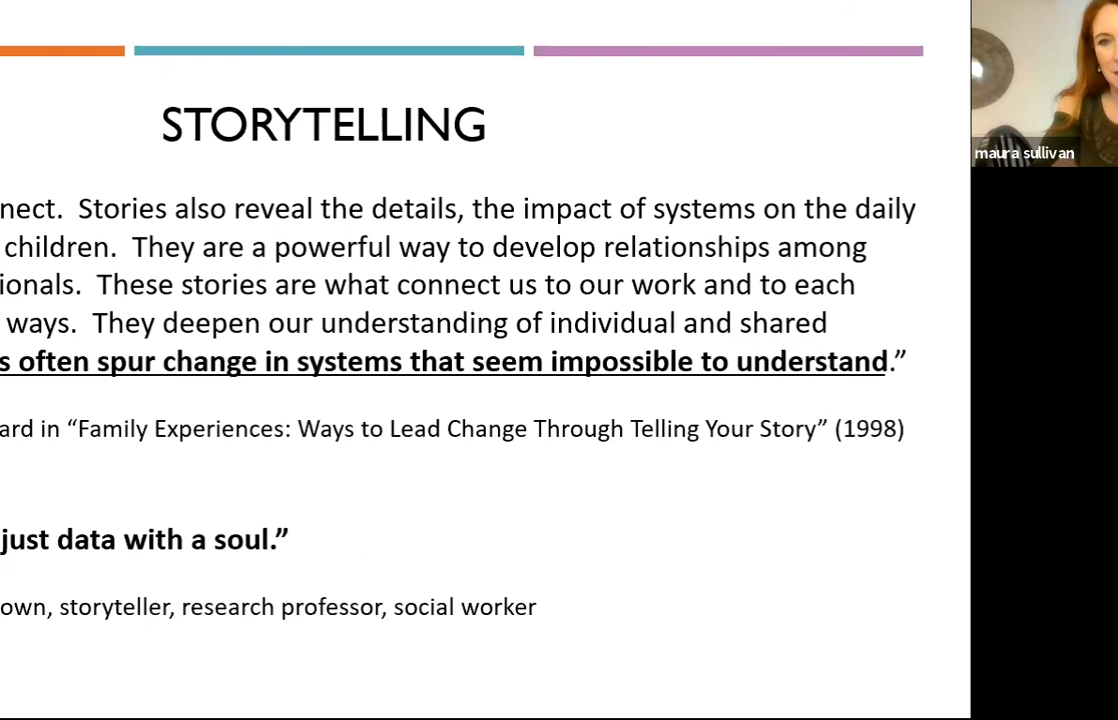 STORYTELLING
nect. Stories also reveal the details, the impact of systems on the daily
children. They are a powerful way to develop relationships among
ionals. These stories are what connect us to our work and to each
ways. They deepen our understanding of individual and shared
s often spur change in systems that seem impossible to understand.”
ard in “Family Experiences: Ways to Lead Change Through Telling Your Story” (1998)
just data with a soul.”
own, storyteller, research professor, social worker
maura sullivan